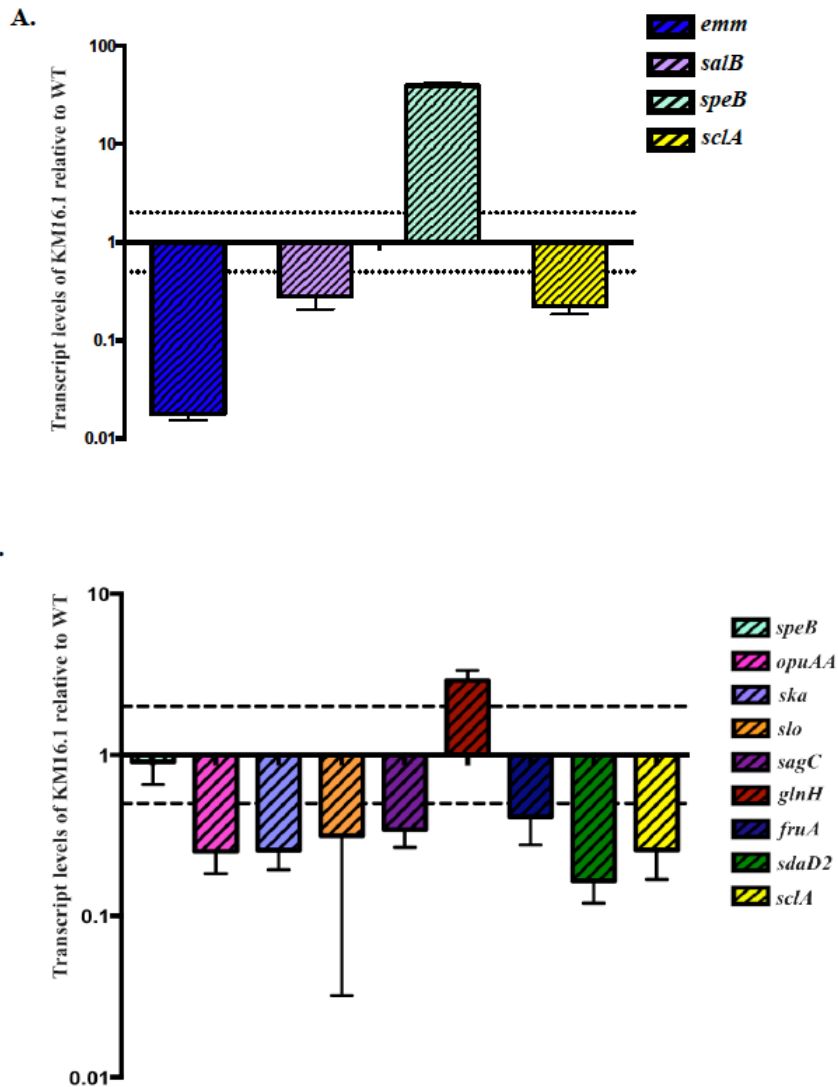 A.
Transcript levels of KM16.1 relative to WT
100
10
1
0.1
0.01
emm
salB
speB
sclA
.
Transcript levels of KM16.1 relative to WT
10
1
0.1
0.01
speB
opuAA
ska
slo
sagC
glnH
fruA
sdaD2
sclA